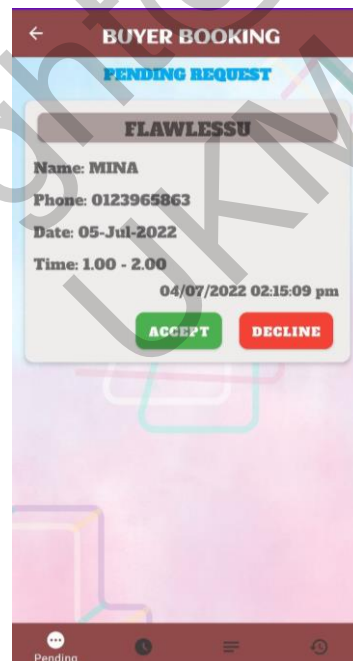 BUYER BOOKING
PENDING REQUEST
FLAWLESSU
Name: MINA
Phone: 0123965863
Date: 05-Jul-2022
Time: 1.00 - 2.00
04/07/2022 02:15:09 pm
ACCEPT DECLINE
Pending
UKM